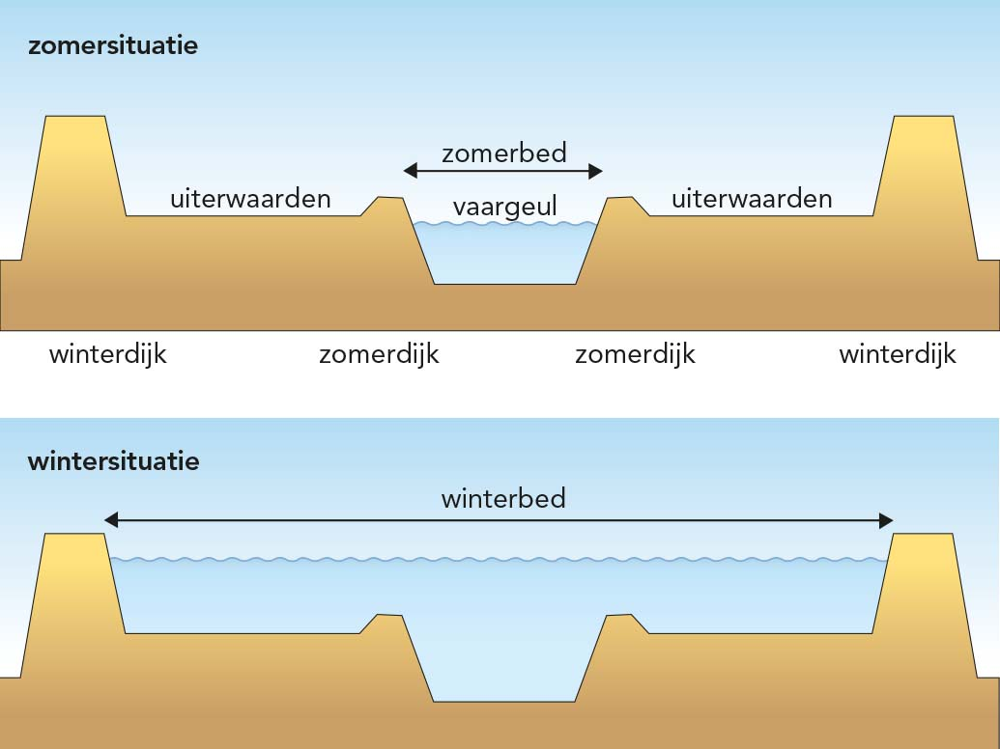 zomersituatie
zomerbed
uiterwaarden
vaargeul
uiterwaarden
winterdijk
zomerdijk
zomerdijk
winterdijk
wintersituatie
winterbed